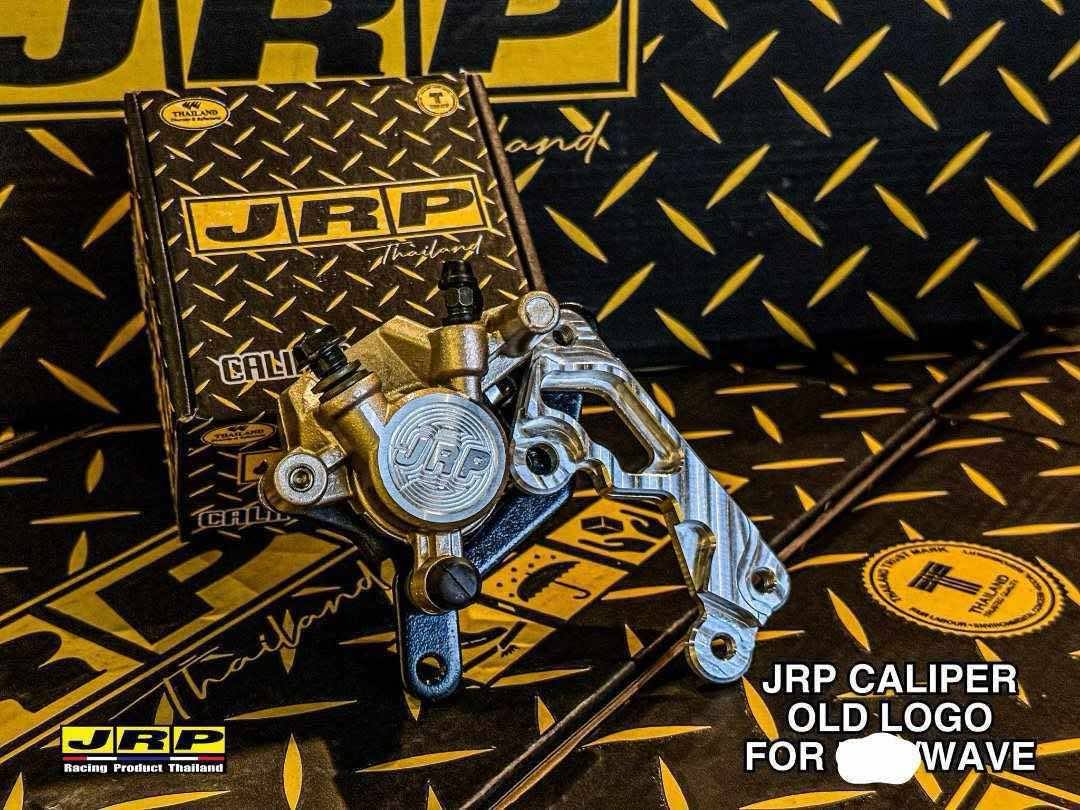 JRP
land
THAILAND
T
JRP
Thailand
CALI
JRP
THAILAND
CALI
Thailand
THAILAND TRUST MARK
T
THAILAND
JRP CALIPER
OLD LOGO
JRP
FOR WAVE
Racing Product Thailand